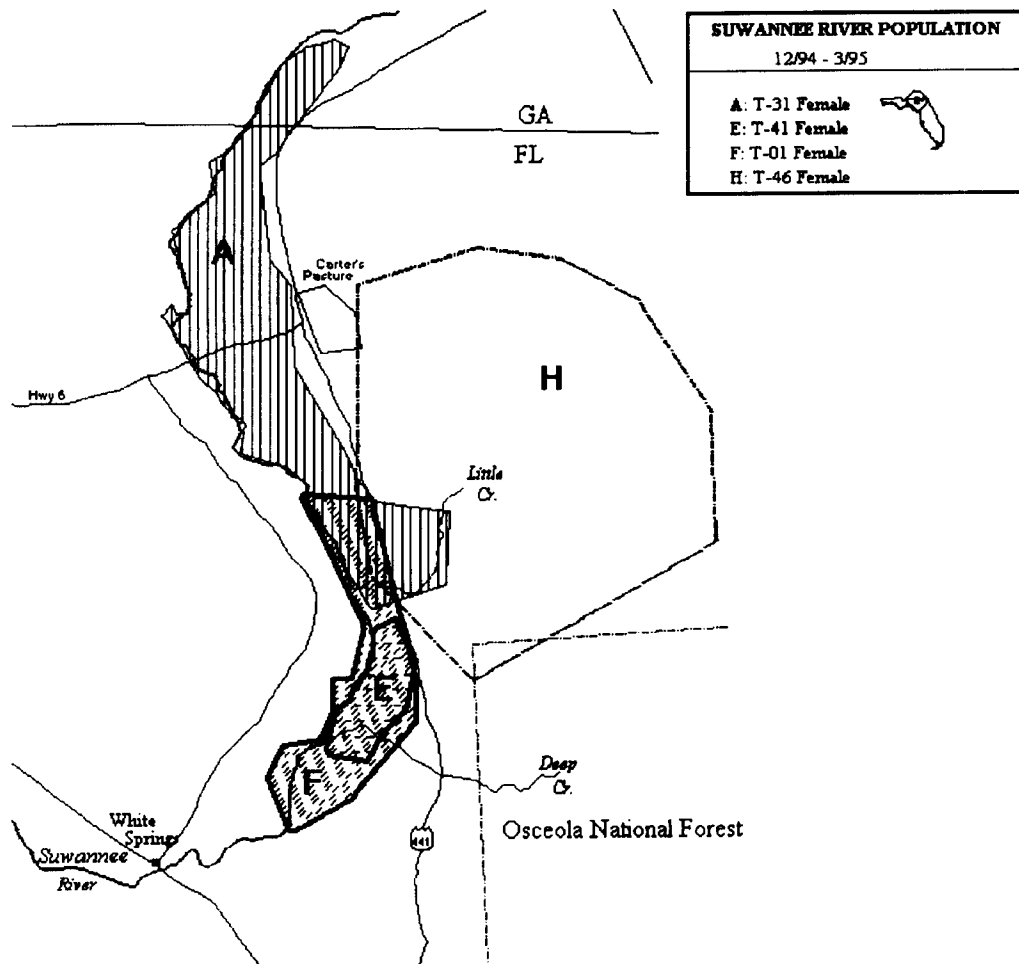 SUWANNEE RIVER POPULATION
12/94 - 3/95
A: T-31 Female
E: T-41 Female
F: T-01 Female
H: T-46 Female
GA
FL
A
Carter's
Pasture
H
Hwy 6
Little
Cr.
E
F
Deep
Cr.
White
Springs
Osceola National Forest
441
Suwannee
River